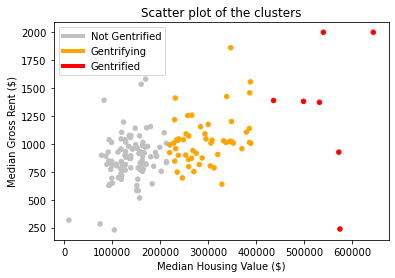 Scatter plot of the clusters
Not Gentrified
Gentrifying
Gentrified
Median Gross Rent ($)
2000
1750
1500
1250
1000
750
500
250
0 100000 200000 300000 400000 500000 600000
Median Housing Value ($)